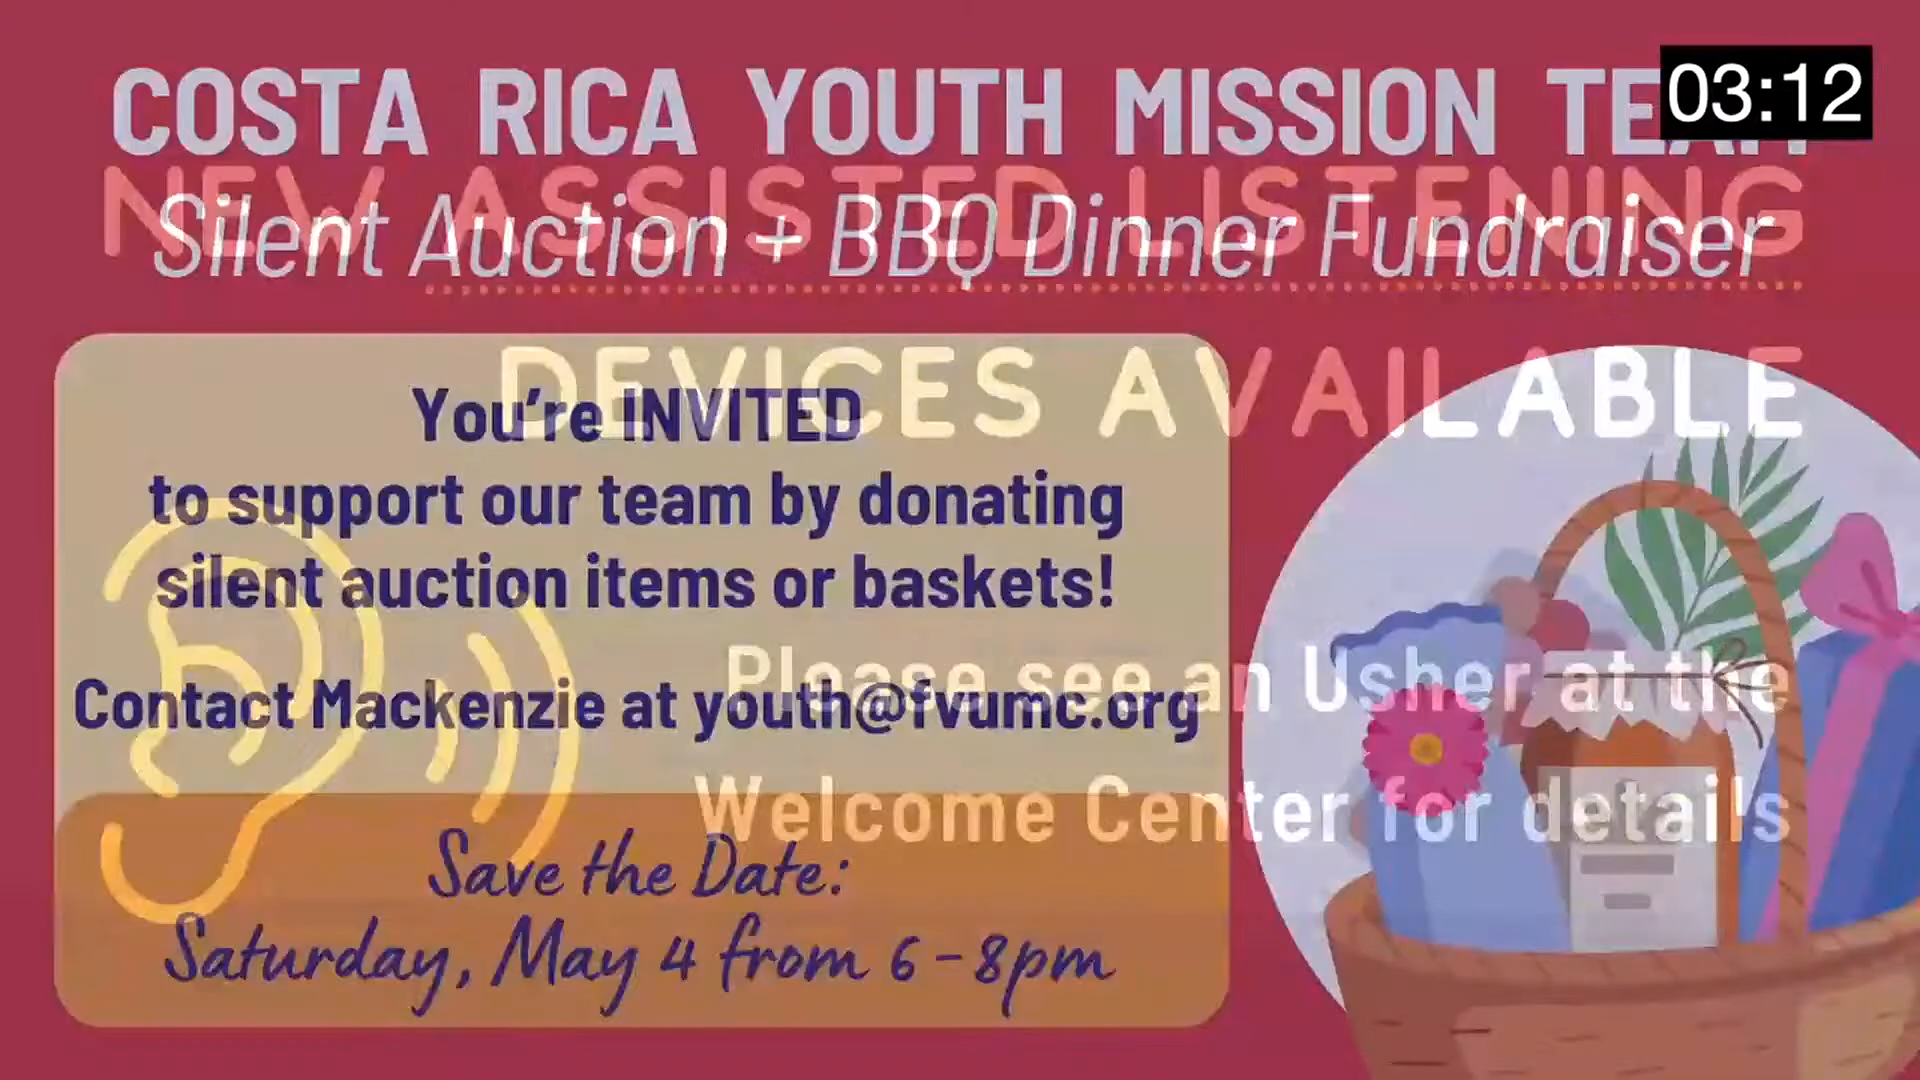 COSTA RICA YOUTH MISSION TEAM
03:12
Silent Auction + BBQ Dinner Fundraiser
You're INVITED
to support our team by donating
silent auction items or baskets!
Contact Mackenzie at youth@fvumc.org
Save the Date:
Saturday, May 4 from 6-8pm
NEW ASSISTED LISTENING
DEVICES AVAILABLE
Please see an Usher at the
Welcome Center for details